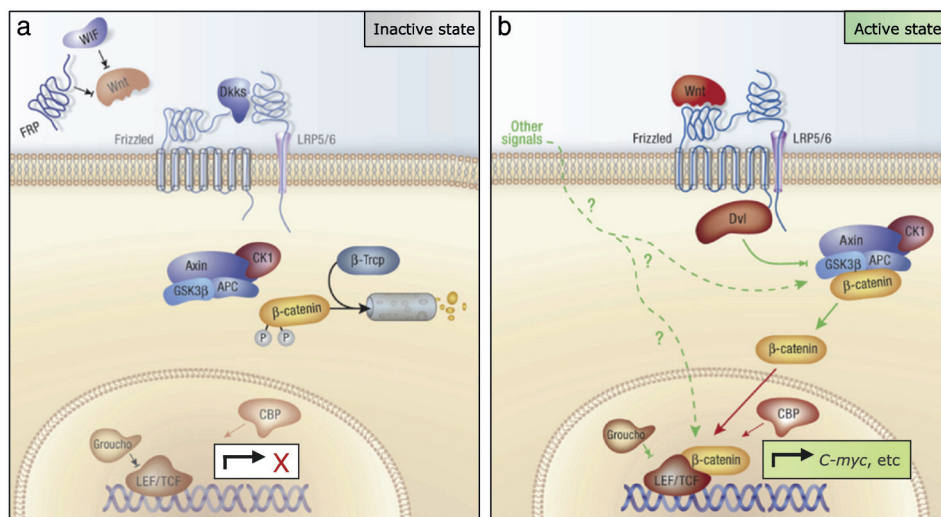 a
Inactive state
WIF
Wnt
FRP
Dkks
Frizzled
LRP5/6
Axin
CK1
GSK3β
APC
β-Trcp
β-catenin
P
P
CBP
Groucho
LEF/TCF
X
b
Active state
Wnt
Other
signals
Frizzled
LRP5/6
?
Dvl
CK1
Axin
GSK3β
APC
β-catenin
?
?
β-catenin
CBP
Groucho
β-catenin
LEF/TCF
C-myc, etc